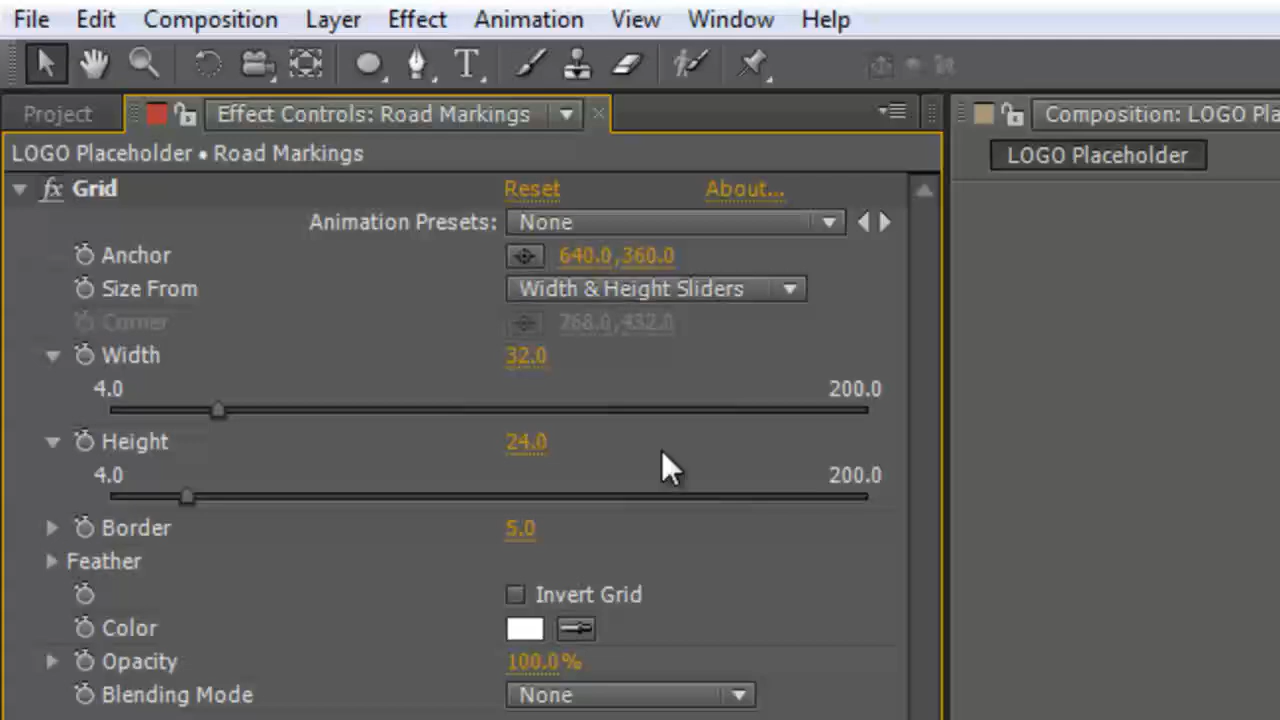 File Edit Composition Layer Effect Animation View Window Help
Project Effect Controls: Road Markings Composition: LOGO Pla
LOGO Placeholder • Road Markings LOGO Placeholder
fx Grid Reset About...
Animation Presets: None
Anchor 640.0,360.0
Size From Width & Height Sliders
Corner 768.0,432.0
Width 32.0
4.0 200.0
Height 24.0
4.0 200.0
Border 5.0
Feather
Invert Grid
Color
Opacity 100.0%
Blending Mode None